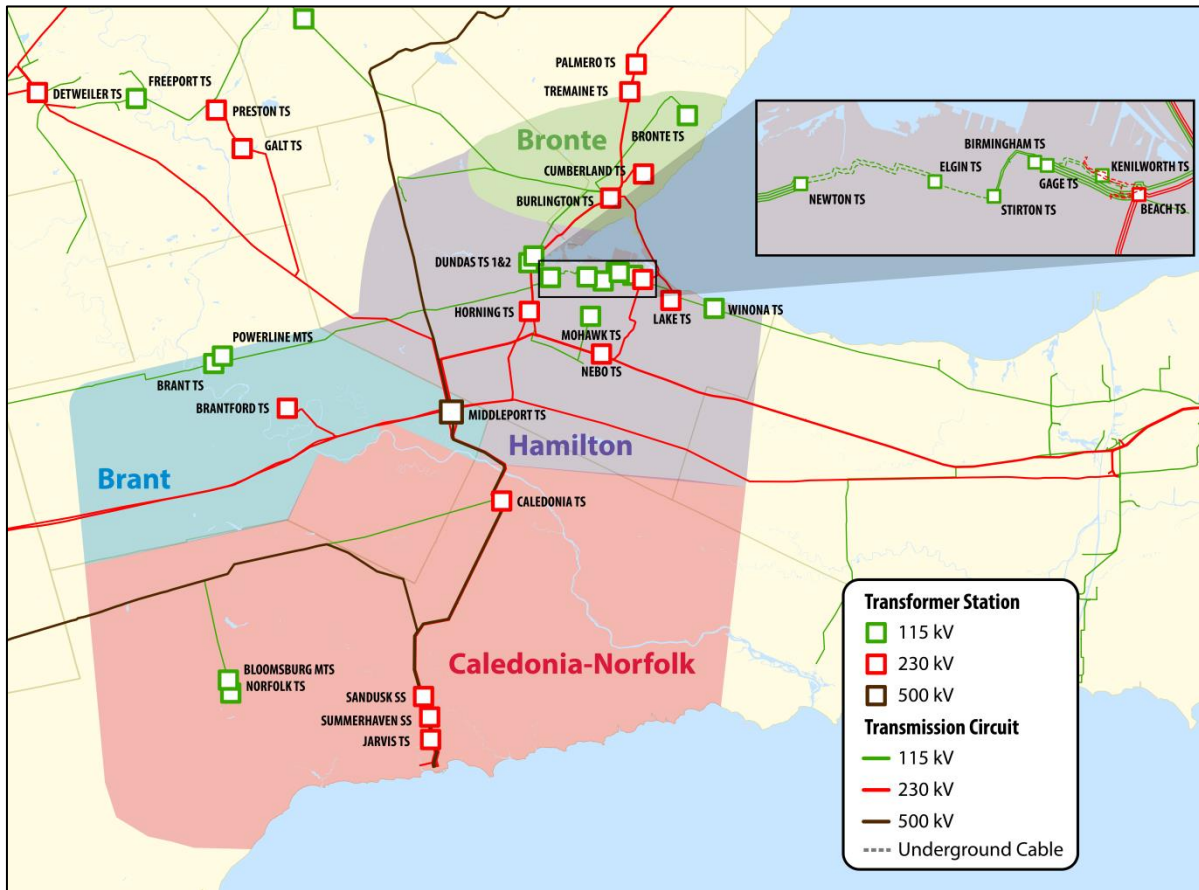 PALMERO TS
TREMAINE TS
DETWEILER TS
FREEPORT TS
PRESTON TS
GALT TS
Bronte
BRONTE TS
CUMBERLAND TS
BURLINGTON TS
BIRMINGHAM TS
KENILWORTH TS
ELGIN TS
GAGE TS
NEWTON TS
STIRTON TS
BEACH TS
DUNDAS TS 1&2
HORNING TS
MOHAWK TS
LAKE TS
WINONA TS
NEBO TS
POWERLINE MTS
BRANT TS
BRANTFORD TS
MIDDLEPORT TS
Hamilton
Brant
CALEDONIA TS
Caledonia-Norfolk
BLOOMSBURG MTS
NORFOLK TS
SANDUSK SS
SUMMERHAVEN SS
JARVIS TS
Transformer Station
115 kV
230 kV
500 kV
Transmission Circuit
115 kV
230 kV
500 kV
Underground Cable